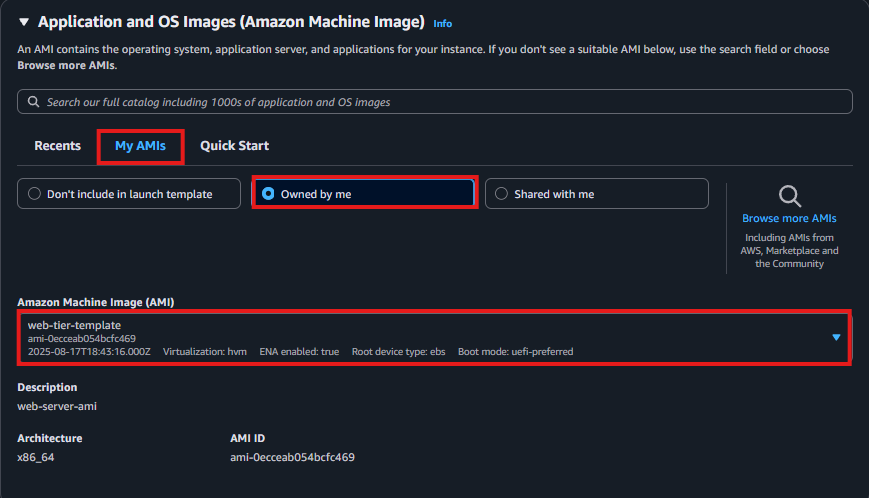 Application and OS Images (Amazon Machine Image) Info
An AMI contains the operating system, application server, and applications for your instance. If you don't see a suitable AMI below, use the search field or choose
Browse more AMIs.
Search our full catalog including 1000s of application and OS images
Recents My AMIs Quick Start
Don't include in launch template Owned by me Shared with me
Browse more AMIs
Including AMIs from
AWS, Marketplace and
the Community
Amazon Machine Image (AMI)
web-tier-template
ami-0ecceab054bcfc469
2025-08-17T18:43:16.000Z Virtualization: hvm ENA enabled: true Root device type: ebs Boot mode: uefi-preferred
Description
web-server-ami
Architecture AMI ID
x86_64 ami-0ecceab054bcfc469